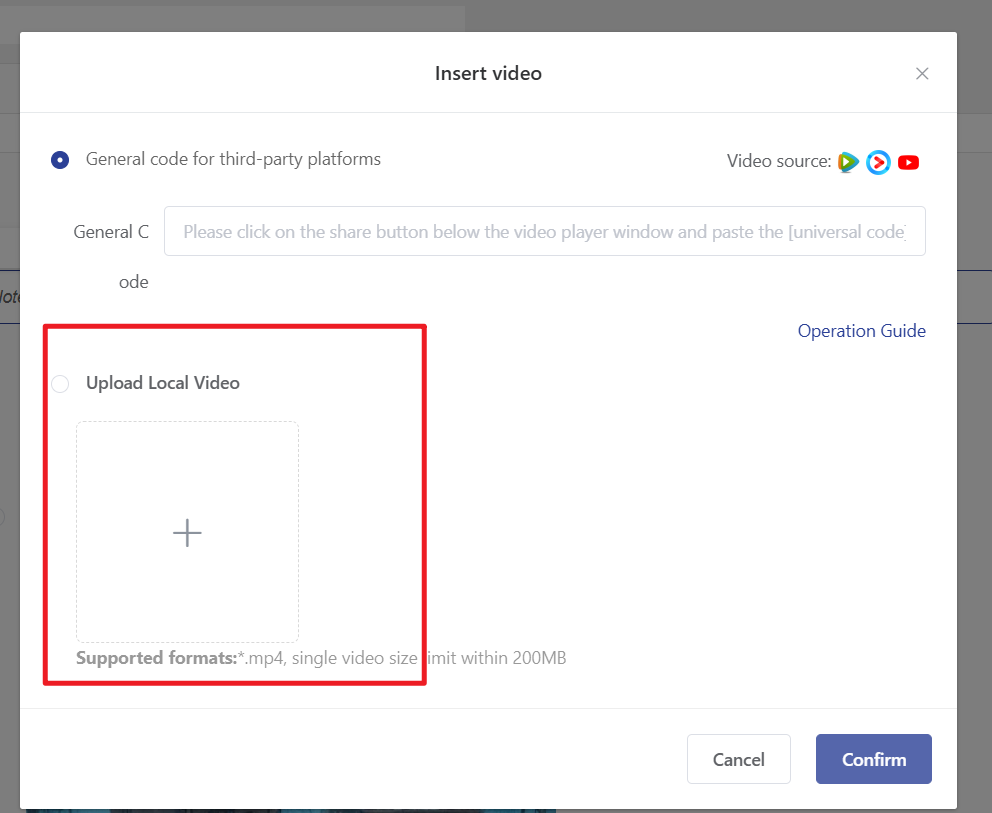 Insert video
General code for third-party platforms
Video source:
General C
ode
Please click on the share button below the video player window and paste the [universal code]
Operation Guide
Upload Local Video
Supported formats:*.mp4, single video size limit within 200MB
Cancel
Confirm